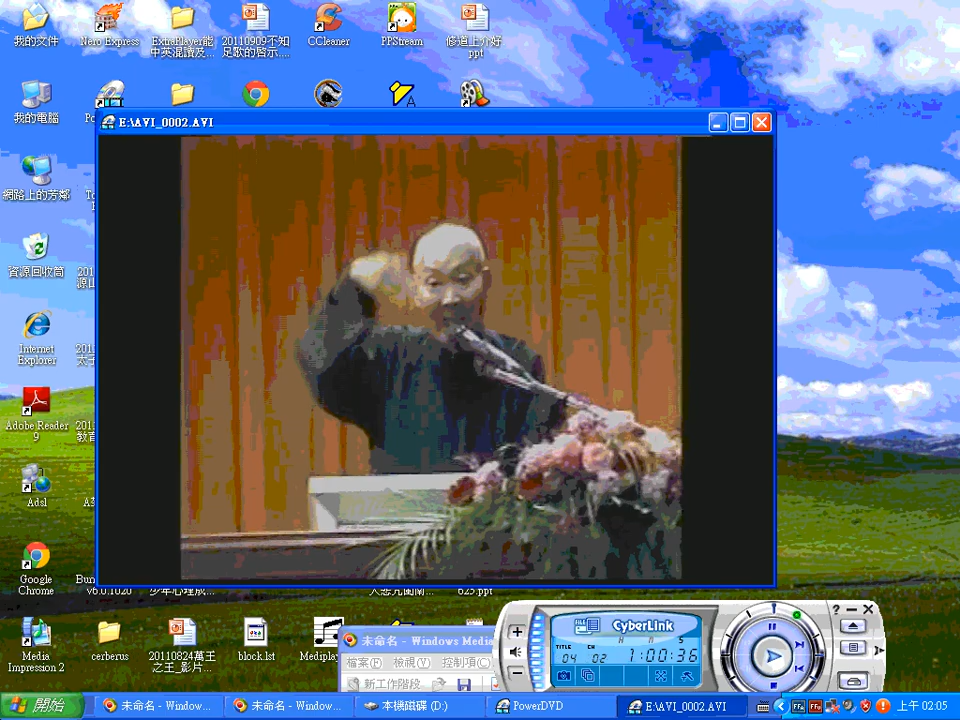 我的文件
Nero Express
ExtraPlayer能
中英混讀及...
20110909不知
足歌的啓示....
CCleaner
PPStream
修道上介好
ppt
我的電腦
E:\AVI_0002.AVI
網路上的芳鄰
資源回收筒
Internet
Explorer
Adobe Reader
9
Adsl
Google
Chrome
v6.0.1020
625.ppt
Media
Impression 2
cerberus
20110824萬王
之王_影片...
block.lst
未命名 - Windows Media
檔案(F) 檢視(V) 控制項(C)
新工作階段
CyberLink
H M S
TITLE CH
04 02 1:00:36
開始
未命名 - Window...
未命名 - Window...
本機磁碟 (D:)
PowerDVD
E:\AVI_0002.AVI
上午 02:05